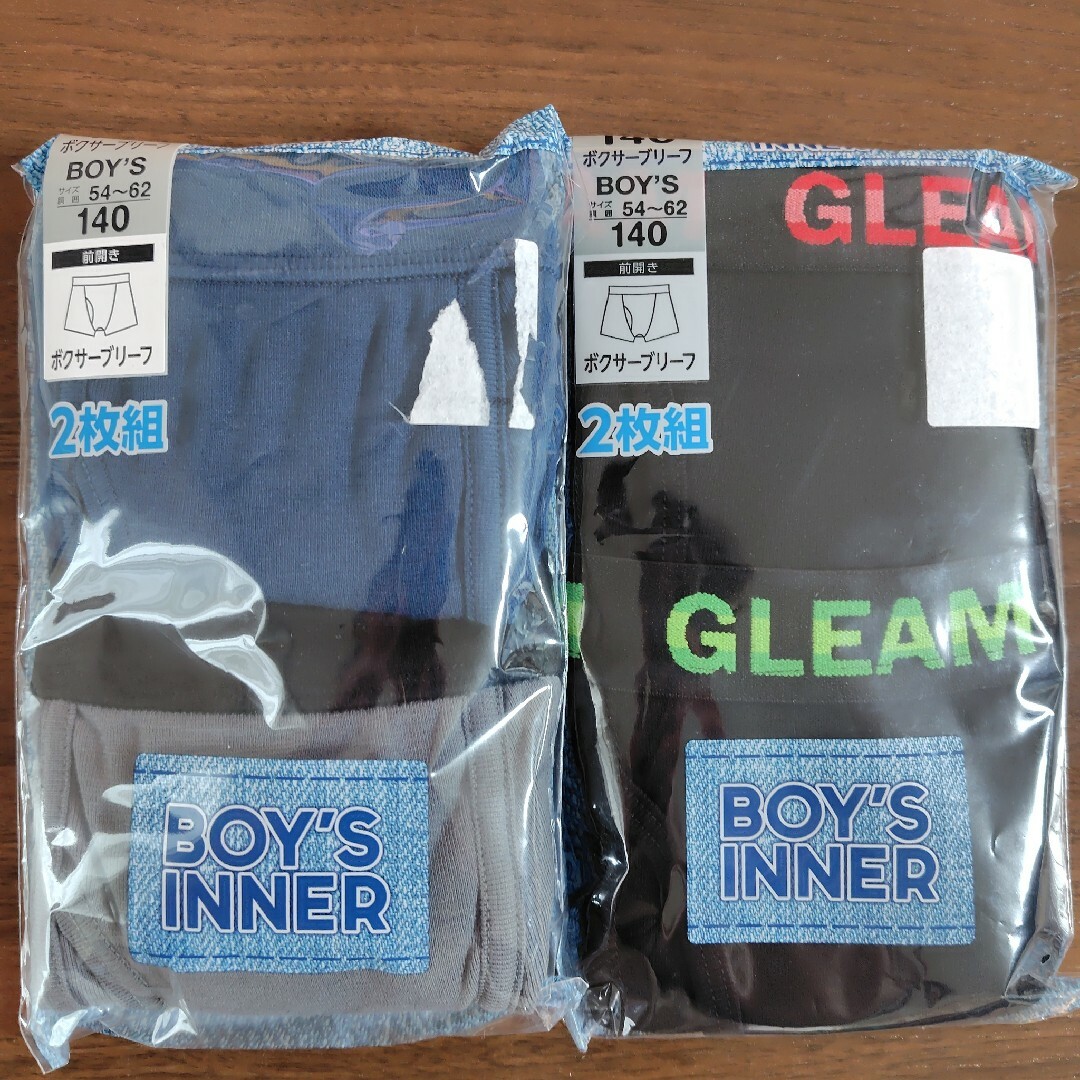 ボクサーブリーフ
BOY'S
サイズ
胴囲 54～62
140
前開き
ボクサーブリーフ
2枚組
BOY'S
INNER
140
ボクサーブリーフ
BOY'S
サイズ
胴囲 54～62
140
前開き
ボクサーブリーフ
2枚組
INNER
GLEA
GLEAM
BOY'S
INNER